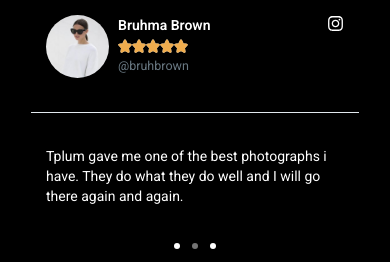 Bruhma Brown
@bruhbrown
Tplum gave me one of the best photographs i
have. They do what they do well and I will go
there again and again.